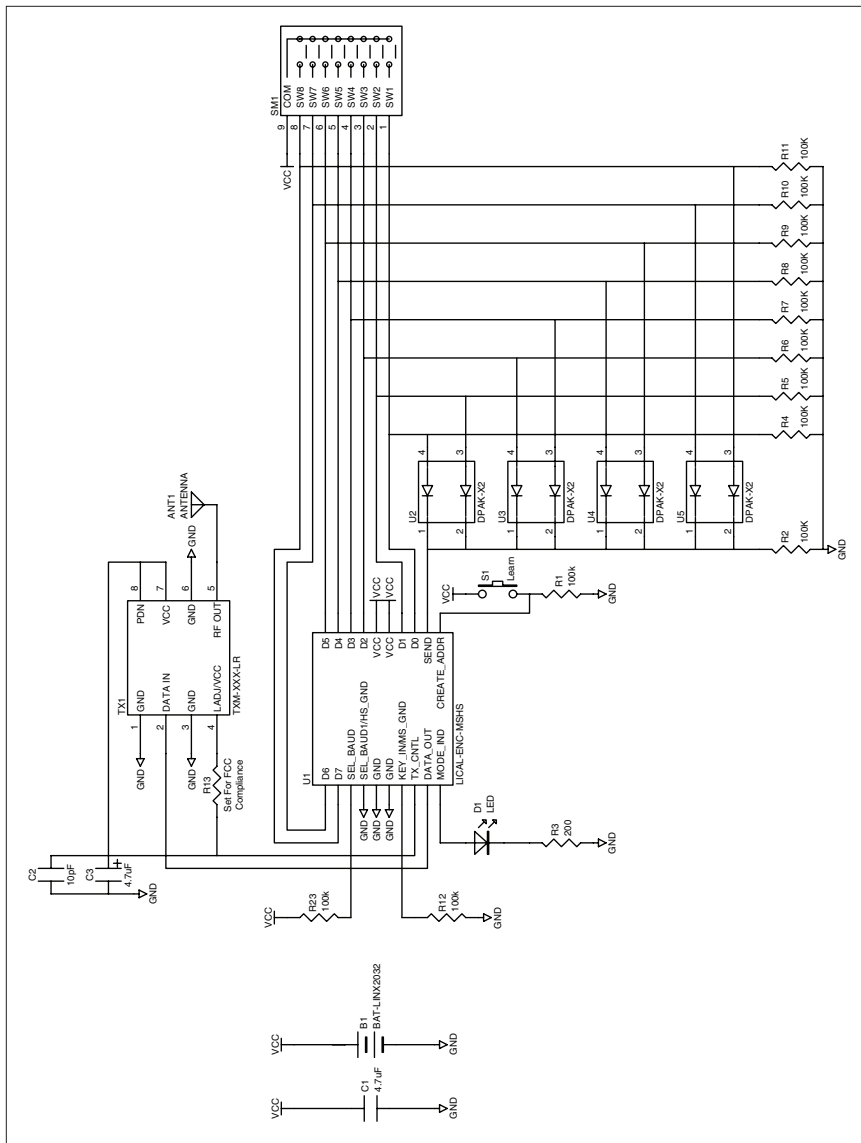 SM1
COM
SW8
SW7
SW6
SW5
SW4
SW3
SW2
SW1
9
8
7
6
5
4
3
2
1
VCC
R11
100K
R10
100K
R9
100K
R8
100K
R7
100K
R6
100K
R5
100K
R4
100K
R2
100K
GND
U2
1
2
4
3
DPAK-X2
U3
1
2
4
3
DPAK-X2
U4
1
2
4
3
DPAK-X2
U5
1
2
4
3
DPAK-X2
ANT1
ANTENNA
TX1
TXM-XXX-LR
1
GND
2
DATA IN
3
GND
4
LADJ/VCC
8
PDN
7
VCC
6
GND
5
RF OUT
GND
GND
GND
R13
Set For FCC
Compliance
C2
10pF
C3
4.7uF
+
GND
U1
LICAL-ENC-MSHS
D6
D7
SEL_BAUD
SEL_BAUD1/HS_GND
GND
GND
KEY_IN/MS_GND
TX_CNTL
DATA_OUT
MODE_IND
D5
D4
D3
D2
VCC
VCC
D1
D0
SEND
CREATE_ADDR
VCC
VCC
GND
GND
GND
VCC
S1
Learn
R1
100k
GND
D1
LED
R3
200
GND
VCC
R23
100k
R12
100k
GND
VCC
B1
BAT-LINX2032
GND
VCC
C1
4.7uF
GND